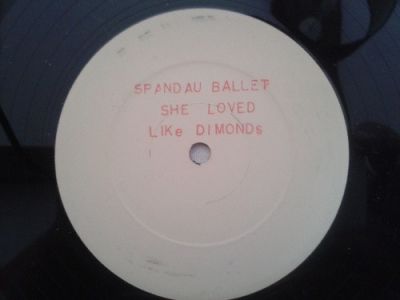 SPANDAU BALLET
SHE LOVED
LIKe DIMONDs